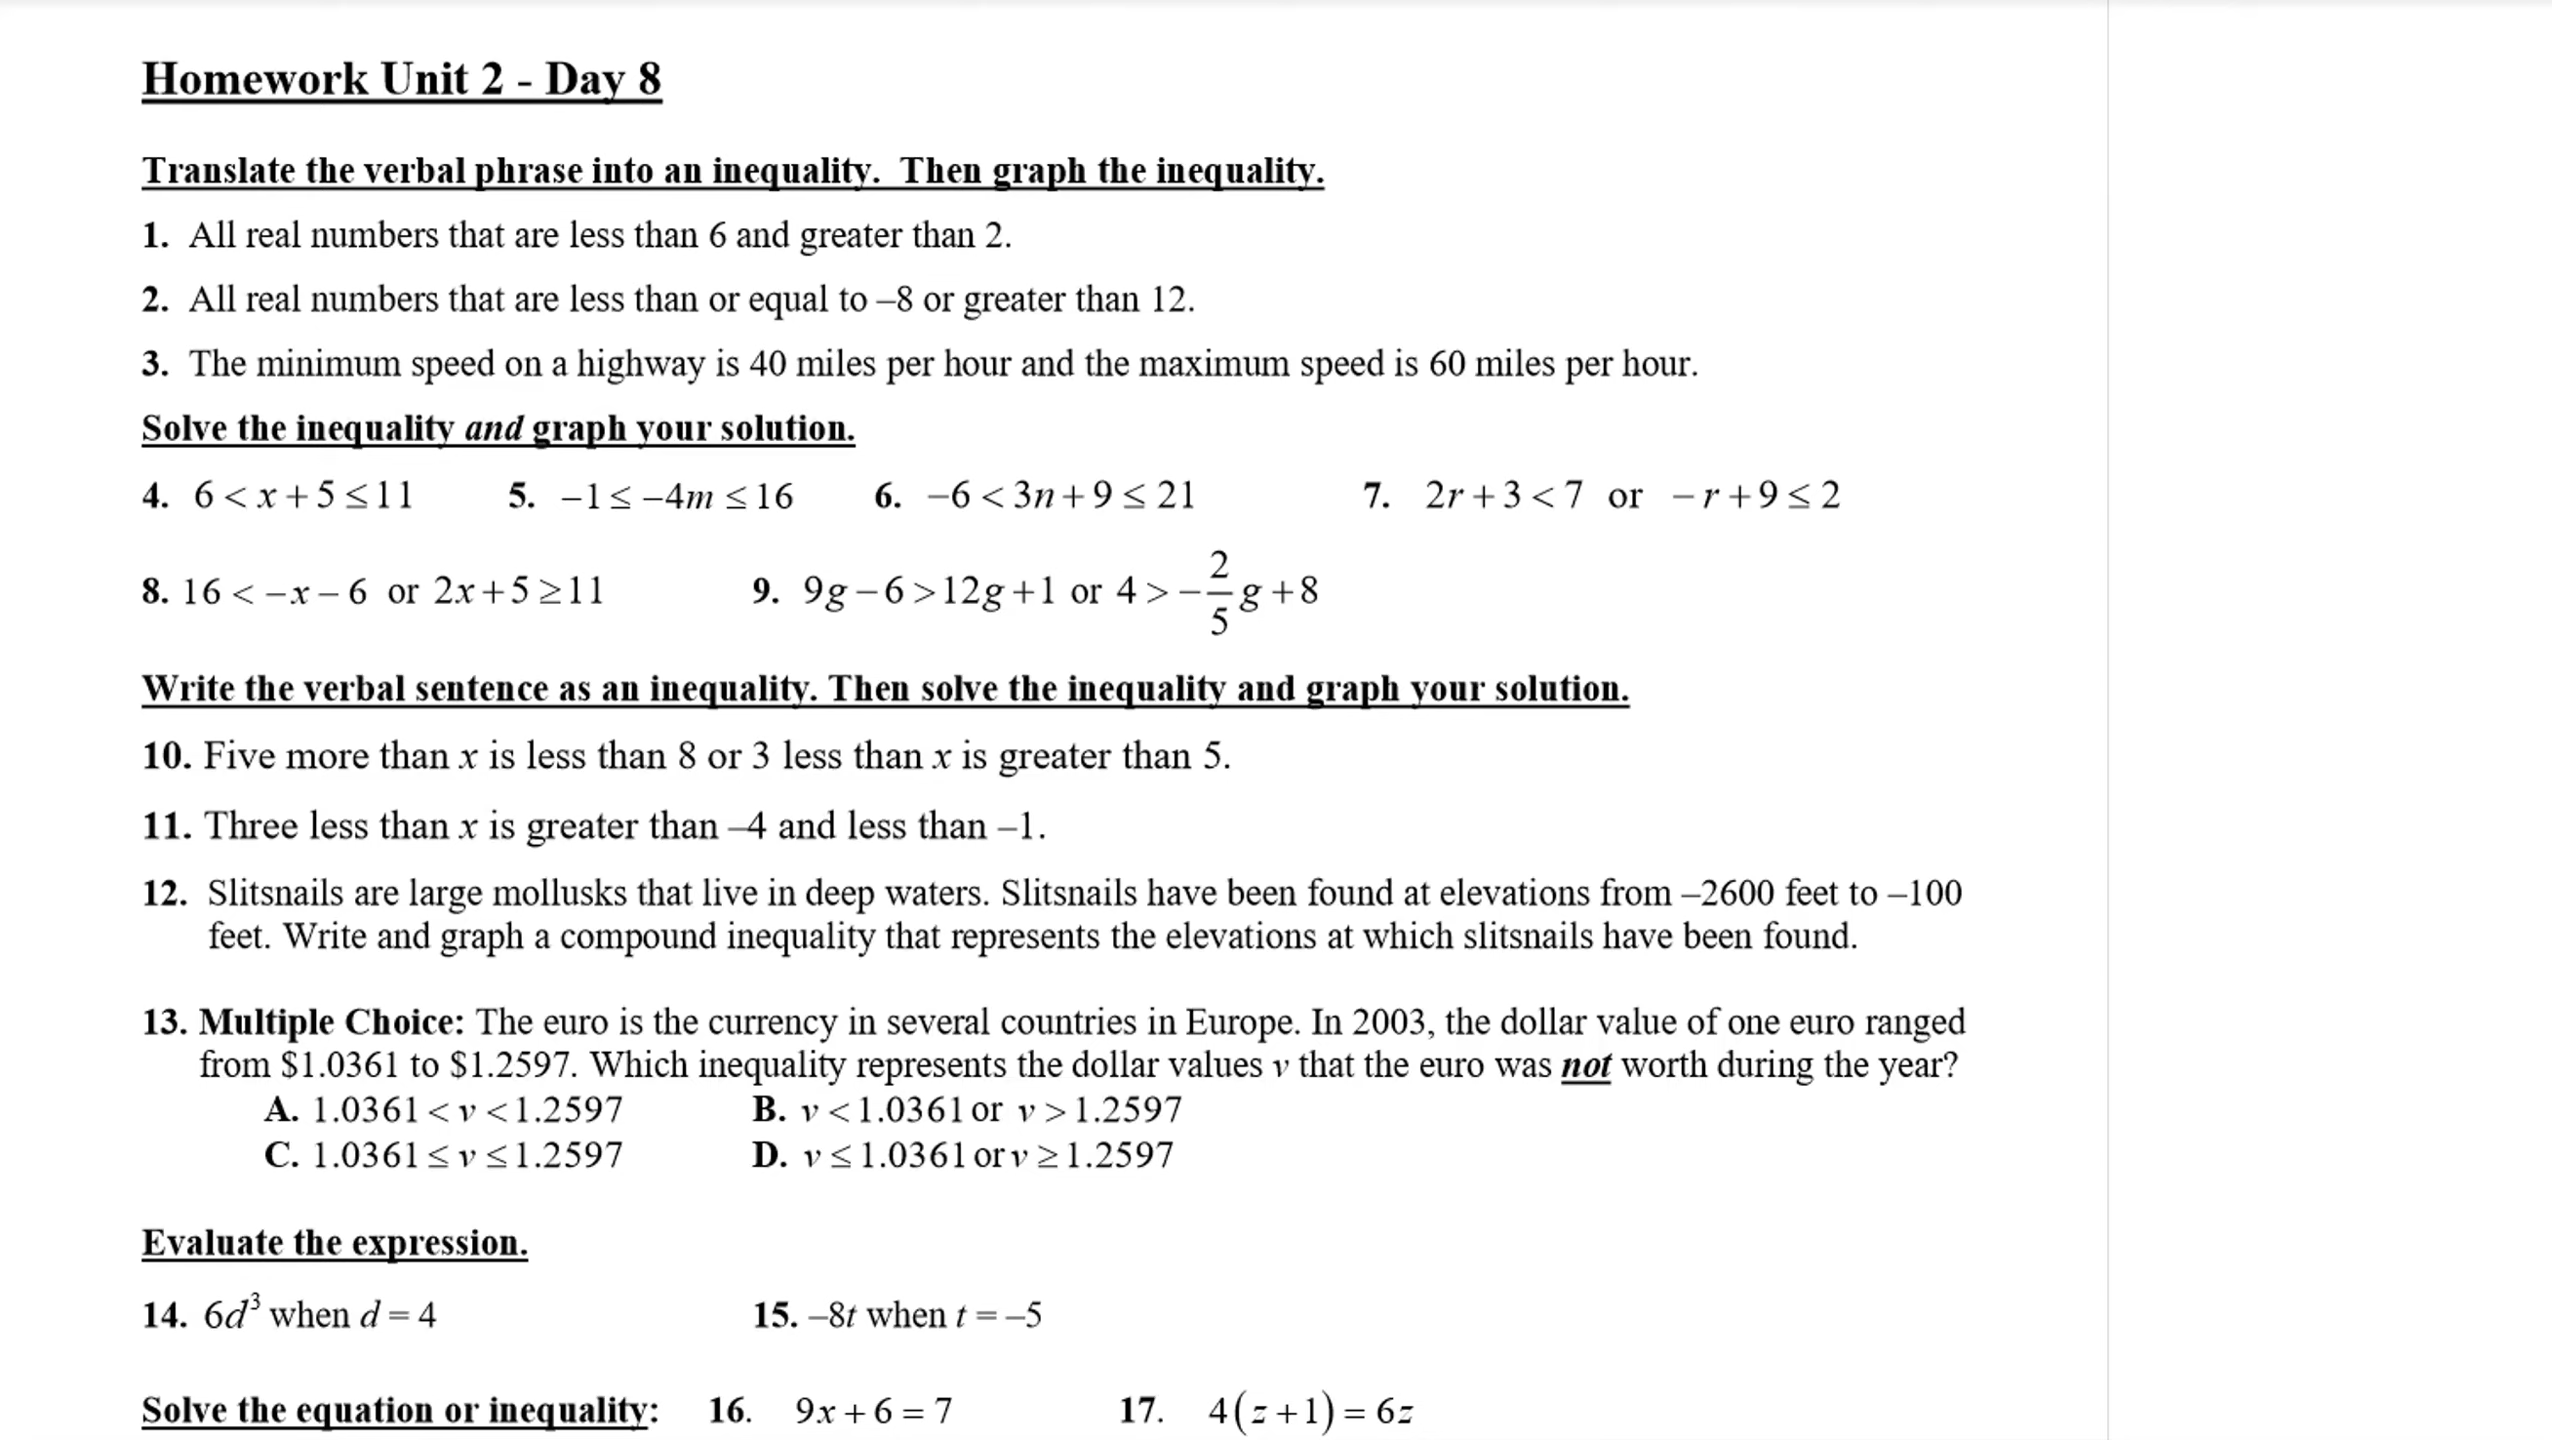 Homework Unit 2 - Day 8
Translate the verbal phrase into an inequality. Then graph the inequality.
1. All real numbers that are less than 6 and greater than 2.
2. All real numbers that are less than or equal to –8 or greater than 12.
3. The minimum speed on a highway is 40 miles per hour and the maximum speed is 60 miles per hour.
Solve the inequality and graph your solution.
4. 6 < x + 5 ≤ 11 5. −1 ≤ −4m ≤ 16 6. −6 < 3n + 9 ≤ 21 7. 2r + 3 < 7 or −r + 9 ≤ 2
8. 16 < −x − 6 or 2x + 5 ≥ 11 9. 9g − 6 > 12g + 1 or 4 > −2/5 g + 8
Write the verbal sentence as an inequality. Then solve the inequality and graph your solution.
10. Five more than x is less than 8 or 3 less than x is greater than 5.
11. Three less than x is greater than –4 and less than –1.
12. Slitsnails are large mollusks that live in deep waters. Slitsnails have been found at elevations from –2600 feet to –100
feet. Write and graph a compound inequality that represents the elevations at which slitsnails have been found.
13. Multiple Choice: The euro is the currency in several countries in Europe. In 2003, the dollar value of one euro ranged
from $1.0361 to $1.2597. Which inequality represents the dollar values v that the euro was not worth during the year?
A. 1.0361 < v < 1.2597 B. v < 1.0361 or v > 1.2597
C. 1.0361 ≤ v ≤ 1.2597 D. v ≤ 1.0361 or v ≥ 1.2597
Evaluate the expression.
14. 6d³ when d = 4 15. –8t when t = –5
Solve the equation or inequality: 16. 9x + 6 = 7 17. 4(z + 1) = 6z